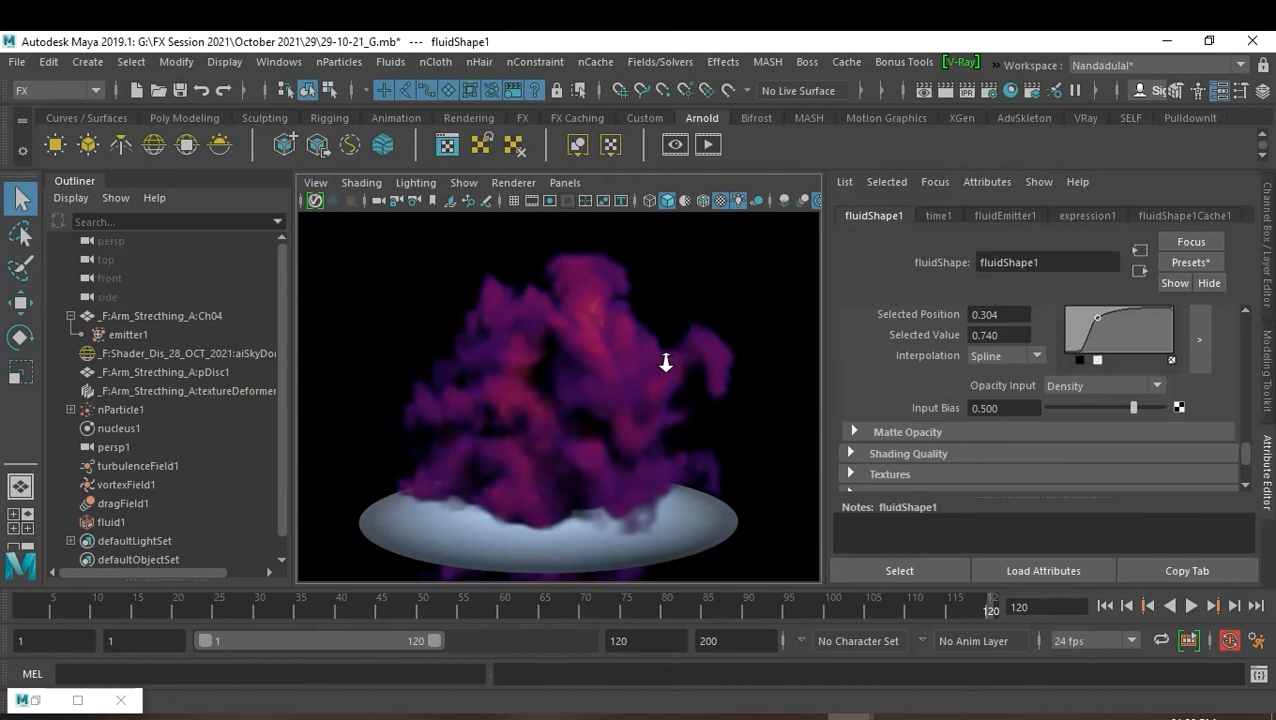 Autodesk Maya 2019.1: G:\FX Session 2021\October 2021\29\29-10-21_G.mb* --- fluidShape1
File Edit Create Select Modify Display Windows nParticles Fluids nCloth nHair nConstraint nCache Fields/Solvers Effects MASH Boss Cache Bonus Tools [V-Ray] Workspace : Nandadulal*
FX No Live Surface
Curves / Surfaces Poly Modeling Sculpting Rigging Animation Rendering FX FX Caching Custom Arnold Bifrost MASH Motion Graphics XGen AdvSkeleton VRay SELF PulldownIt
Outliner
Display Show Help
Search...
persp
top
front
side
_F:Arm_Strecthing_A:Ch04
emitter1
_F:Shader_Dis_28_OCT_2021:aiSkyDor
_F:Arm_Strecthing_A:pDisc1
_F:Arm_Strecthing_A:textureDeformer
nParticle1
nucleus1
persp1
turbulenceField1
vortexField1
dragField1
fluid1
defaultLightSet
defaultObjectSet
View Shading Lighting Show Renderer Panels
List Selected Focus Attributes Show Help
fluidShape1 time1 fluidEmitter1 expression1 fluidShape1Cache1
Focus
fluidShape: fluidShape1 Presets*
Show Hide
Selected Position 0.304
Selected Value 0.740
Interpolation Spline
>
Opacity Input Density
Input Bias 0.500
Matte Opacity
Shading Quality
Textures
Notes: fluidShape1
Select Load Attributes Copy Tab
Channel Box / Layer Editor
Modeling Toolkit
Attribute Editor
5 10 15 20 25 30 35 40 45 50 55 60 65 70 75 80 85 90 95 100 105 110 115
120 120
1 1 1 120 120 200 No Character Set No Anim Layer 24 fps
MEL